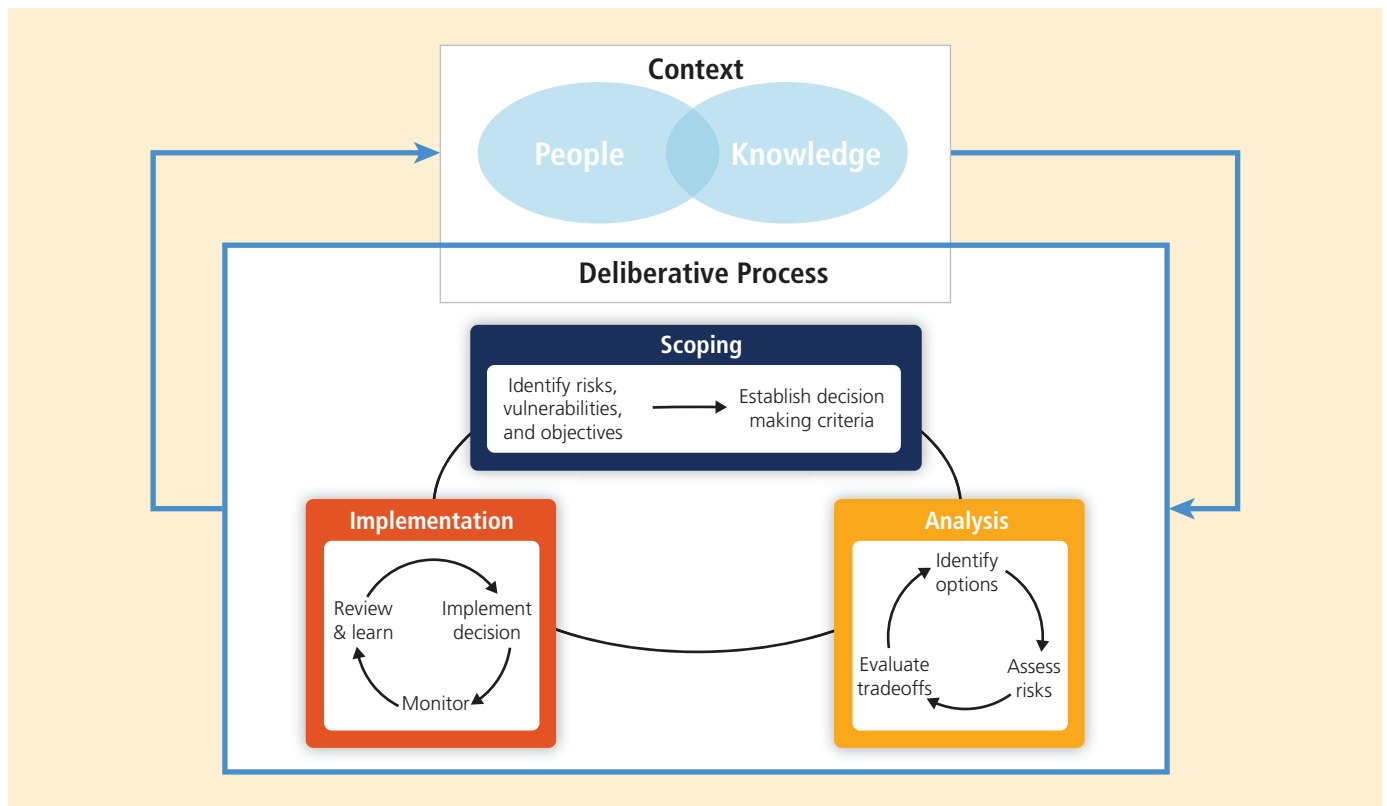 Context
People
Knowledge
Deliberative Process
Scoping
Identify risks,
vulnerabilities,
and objectives
Establish decision
making criteria
Implementation
Review
& learn
Implement
decision
Monitor
Analysis
Identify
options
Evaluate
tradeoffs
Assess
risks